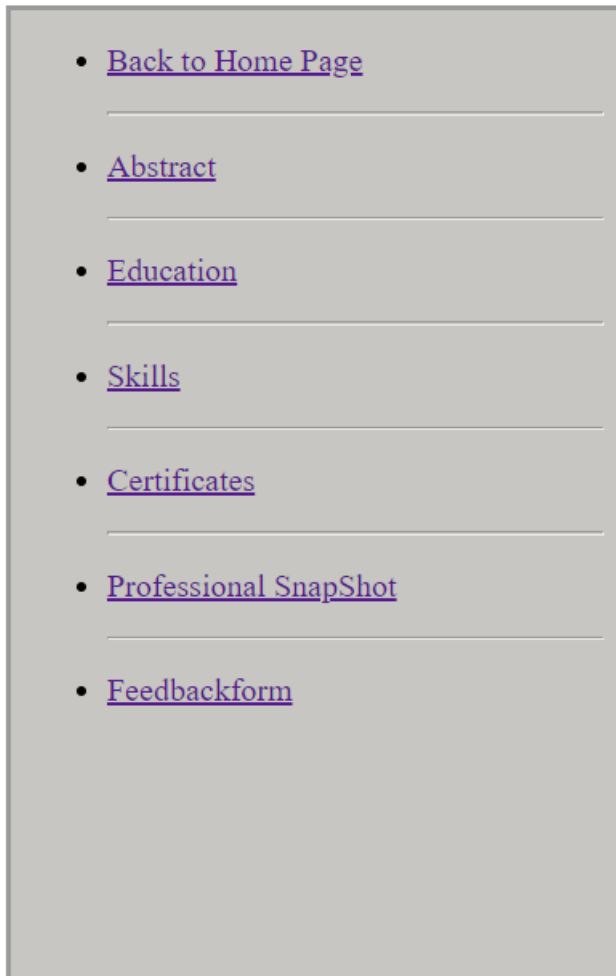 Back to Home Page
Abstract
Education
Skills
Certificates
Professional SnapShot
Feedbackform